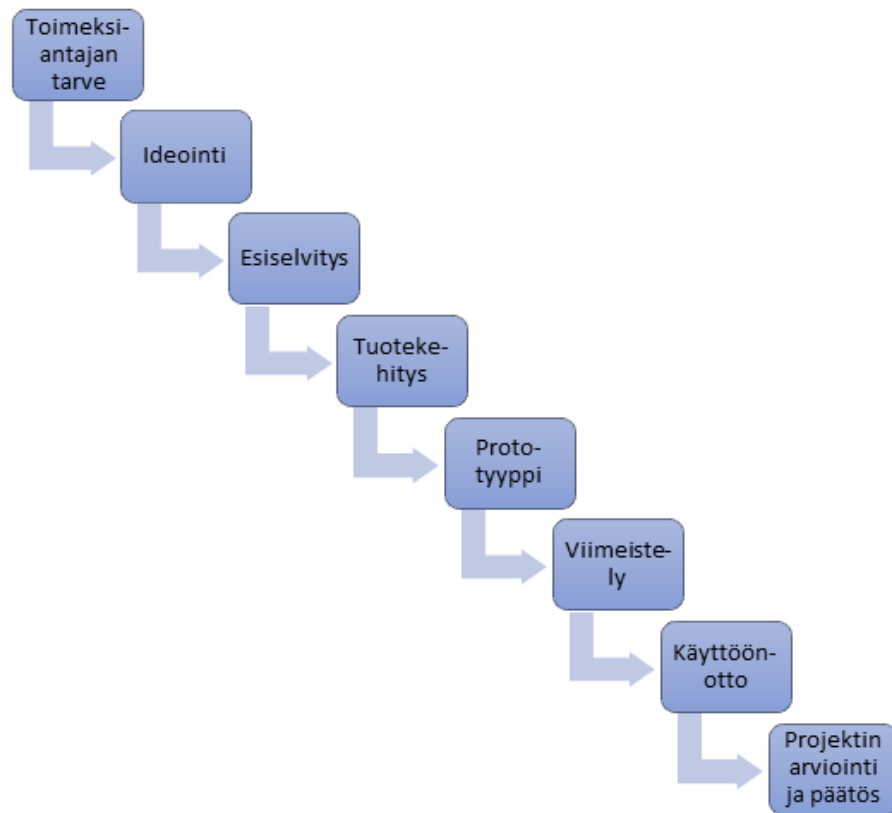 Toimeksi-
antajan
tarve
Ideointi
Esiselvitys
Tuoteke-
hitys
Proto-
tyyppi
Viimeiste-
ly
Käyttöön-
otto
Projektin
arviointi
ja päätös